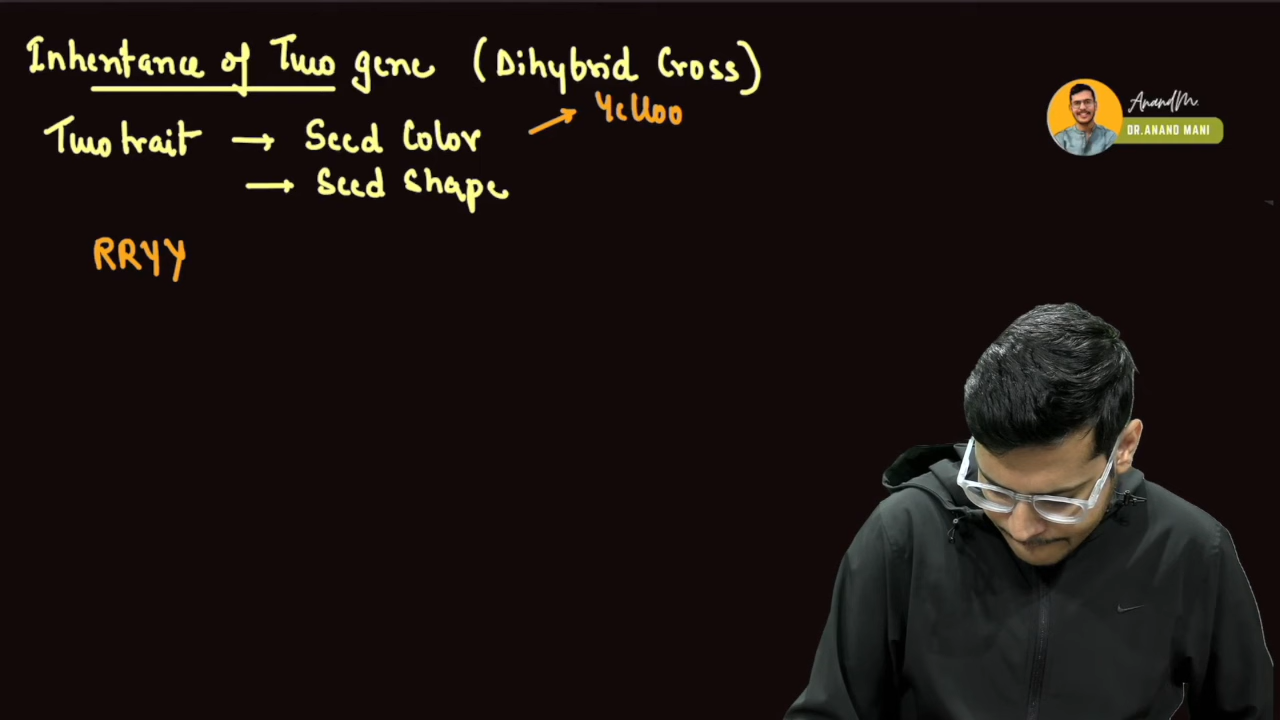 Inheritance of Two gene (Dihybrid Cross)
Yelloo
Two trait → Seed Color
→ Seed Shape
RRYY
AnandM.
DR.ANAND MANI